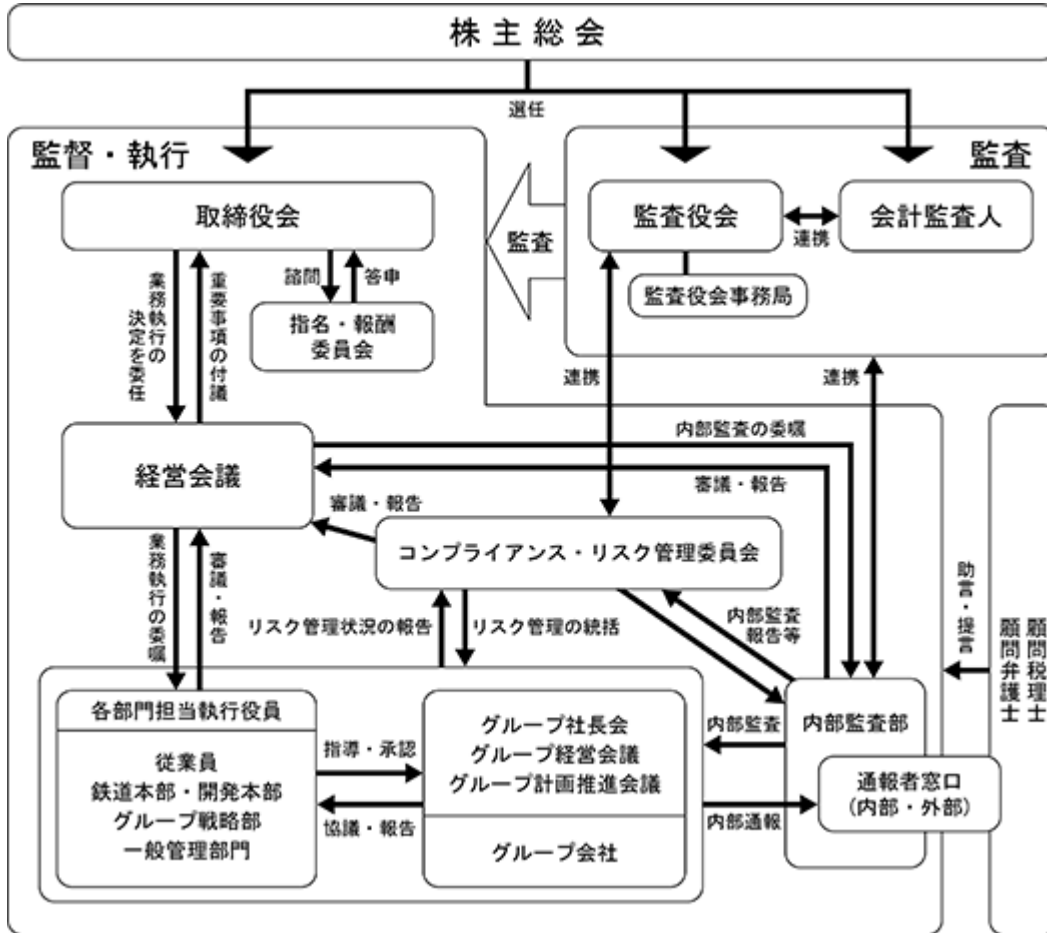 株主総会
選任
監督・執行
監査
取締役会
監査役会
連携
会計監査人
監査
監査役会事務局
諮問
答申
指名・報酬
委員会
業務執行の
決定を委任
重要事項の付議
連携
連携
経営会議
内部監査の委嘱
審議・報告
審議・報告
コンプライアンス・リスク管理委員会
業務執行の委嘱
審議・報告
リスク管理状況の報告
リスク管理の統括
内部監査
報告等
助言・提言
顧問税理士
顧問弁護士
各部門担当執行役員
従業員
鉄道本部・開発本部
グループ戦略部
一般管理部門
指導・承認
協議・報告
グループ社長会
グループ経営会議
グループ計画推進会議
グループ会社
内部監査
内部通報
内部監査部
通報者窓口
(内部・外部)